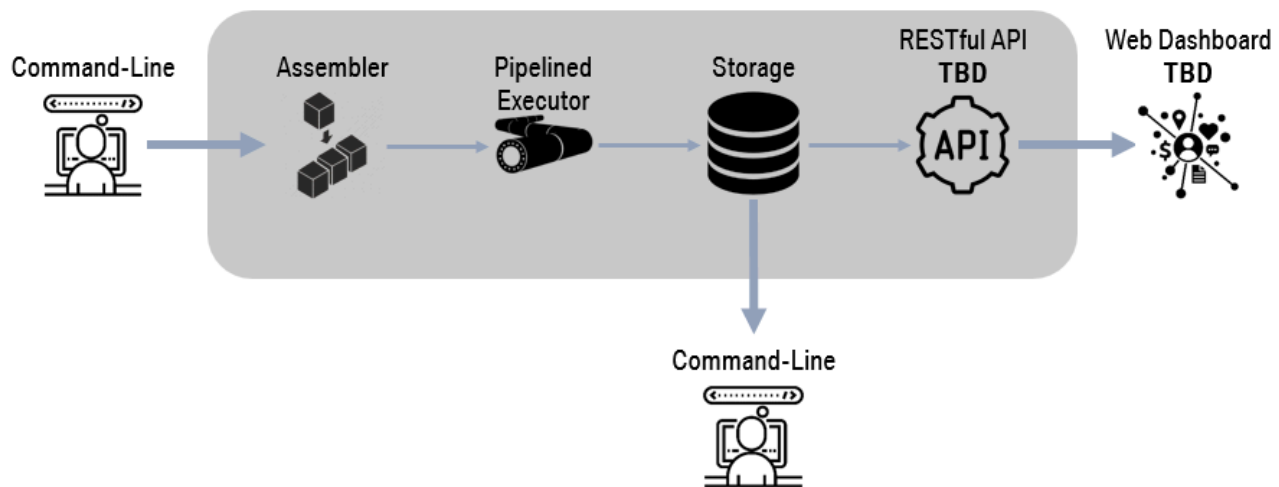 Command-Line
Assembler
Pipelined
Executor
Storage
RESTful API
TBD
API
Web Dashboard
TBD
$
Command-Line